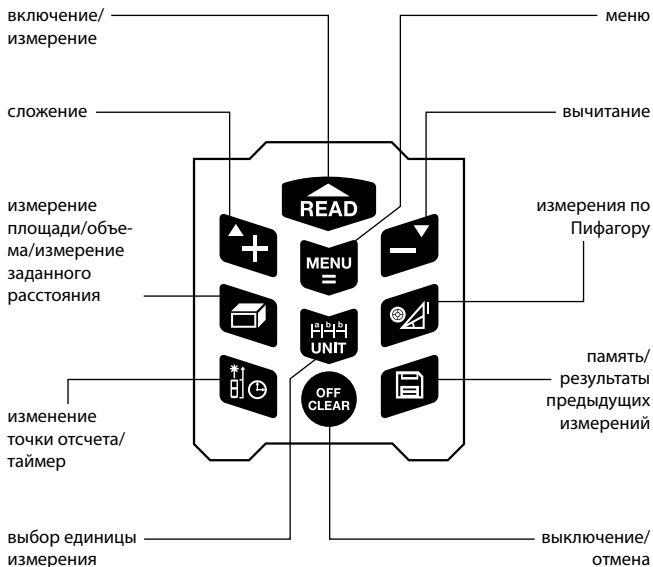 включение/
измерение
меню
сложение
вычитание
READ
измерение
площади/объе-
ма/измерение
заданного
расстояния
измерения по
Пифагору
+
MENU
=
−
a b b
UNIT
OFF
CLEAR
память/
результаты
предыдущих
измерений
изменение
точки отсчета/
таймер
выбор единицы
измерения
выключение/
отмена